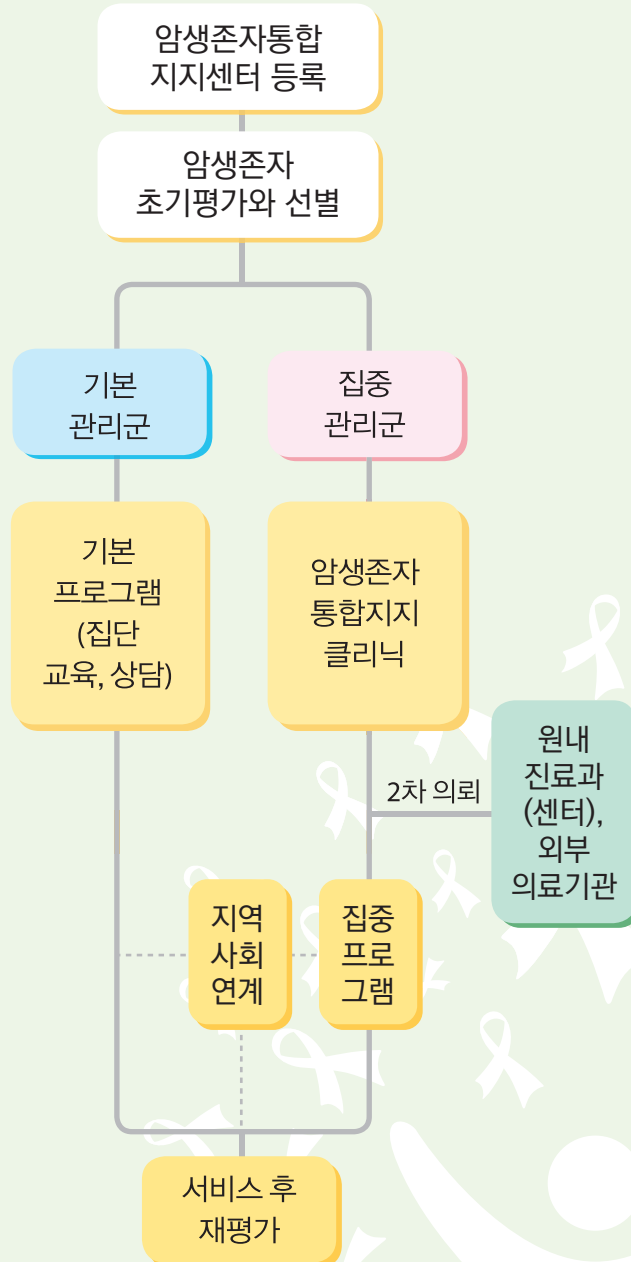 암생존자통합
지지센터 등록
암생존자
초기평가와 선별
기본
관리군
집중
관리군
기본
프로그램
(집단
교육, 상담)
암생존자
통합지지
클리닉
2차 의뢰
원내
진료과
(센터),
외부
의료기관
지역
사회
연계
집중
프로
그램
서비스 후
재평가